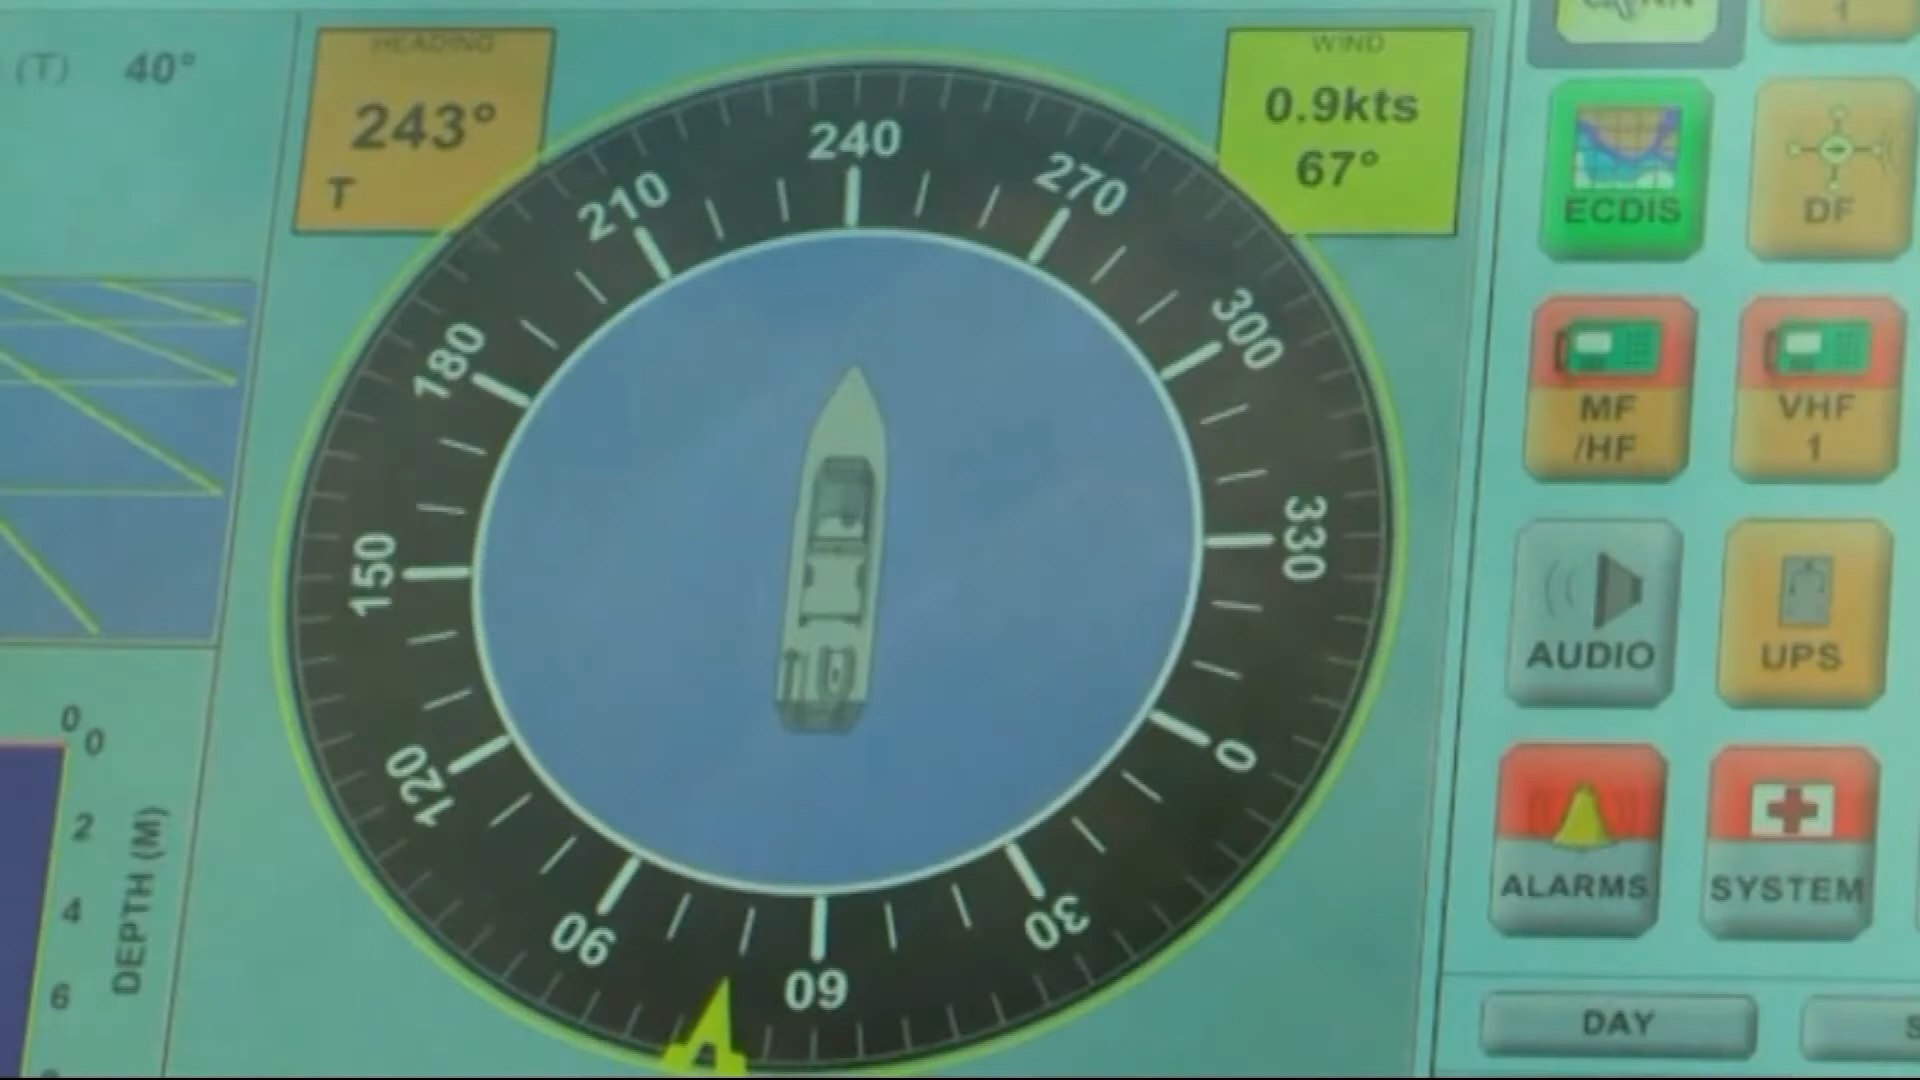 (T) 40°
HEADING
243°
T
WIND
0.9kts
67°
240
270
300
330
0
30
60
90
120
150
180
210
0
0
2
4
6
DEPTH (M)
1
ECDIS
DF
MF
/HF
VHF
1
AUDIO
UPS
ALARMS
SYSTEM
DAY
A